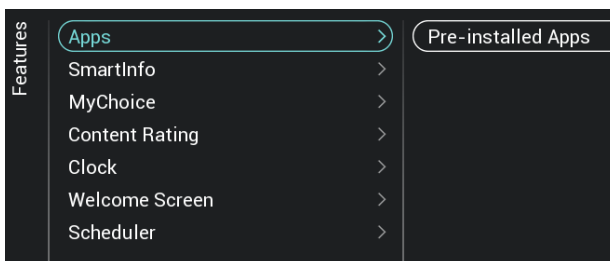 Features
Apps
Pre-installed Apps
SmartInfo
MyChoice
Content Rating
Clock
Welcome Screen
Scheduler